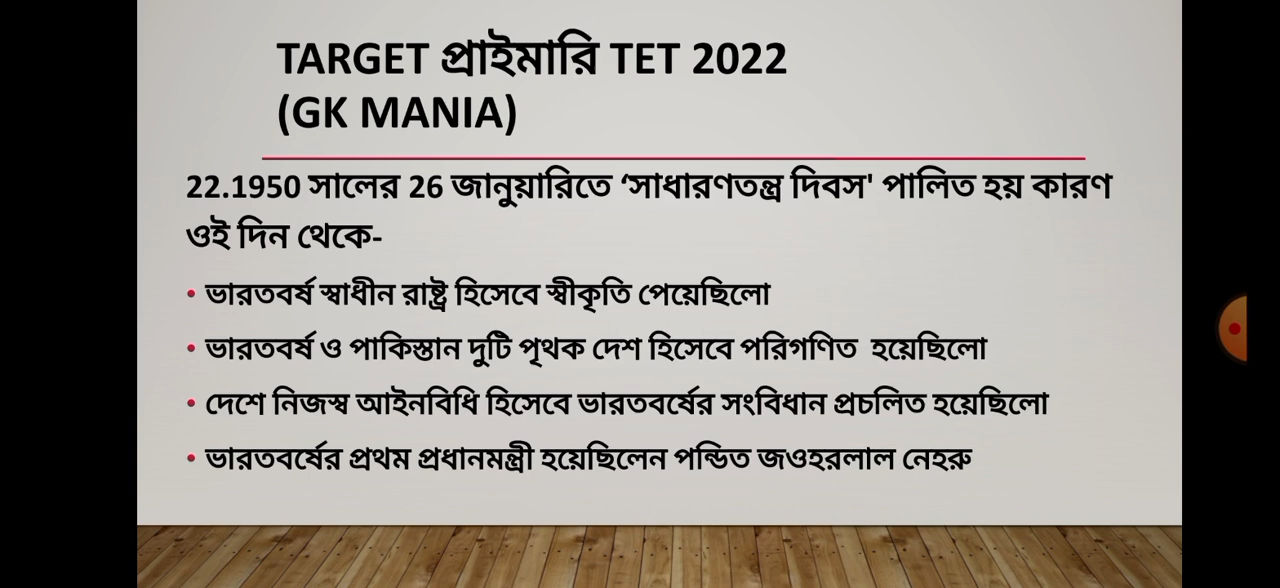 TARGET প্রাইমারি TET 2022
(GK MANIA)
22.1950 সালের 26 জানুয়ারিতে ‘সাধারণতন্ত্র দিবস' পালিত হয় কারণ
ওই দিন থেকে-
• ভারতবর্ষ স্বাধীন রাষ্ট্র হিসেবে স্বীকৃতি পেয়েছিলো
• ভারতবর্ষ ও পাকিস্তান দুটি পৃথক দেশ হিসেবে পরিগণিত হয়েছিলো
• দেশে নিজস্ব আইনবিধি হিসেবে ভারতবর্ষের সংবিধান প্রচলিত হয়েছিলো
• ভারতবর্ষের প্রথম প্রধানমন্ত্রী হয়েছিলেন পন্ডিত জওহরলাল নেহরু